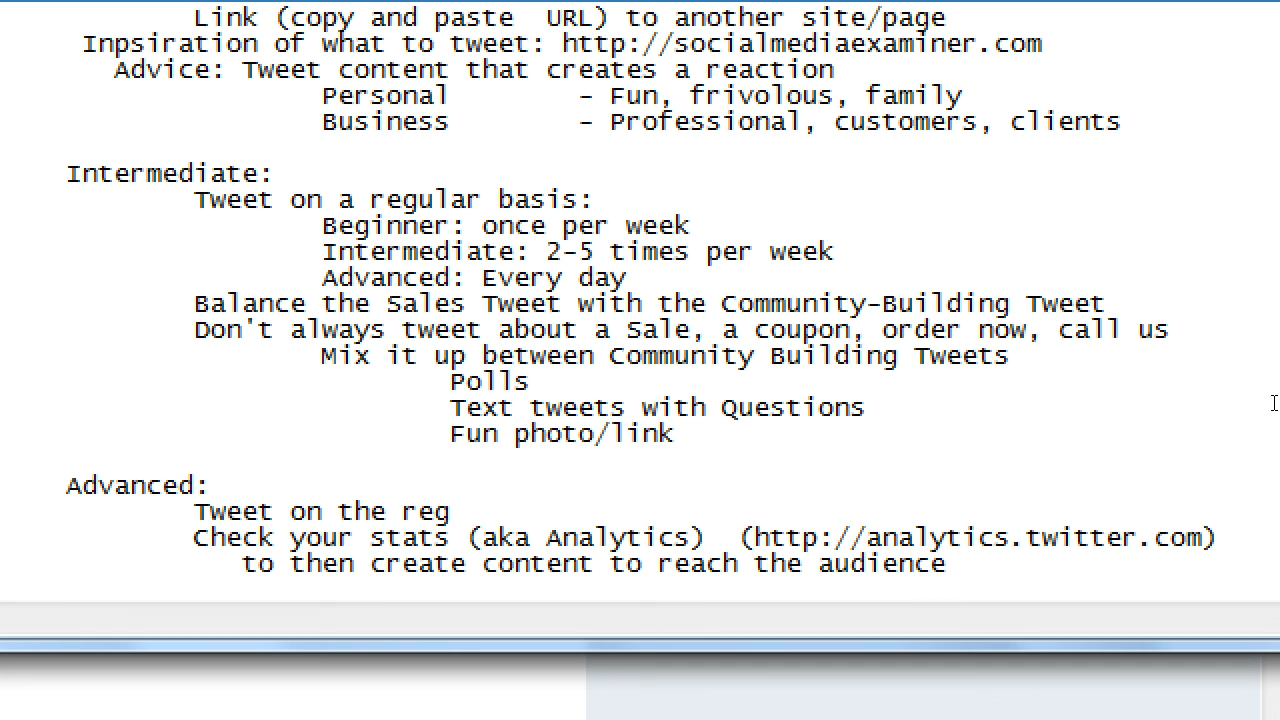 Link (copy and paste  URL) to another site/page
Inpsiration of what to tweet: http://socialmediaexaminer.com
Advice: Tweet content that creates a reaction
Personal - Fun, frivolous, family
Business - Professional, customers, clients
Intermediate:
Tweet on a regular basis:
Beginner: once per week
Intermediate: 2-5 times per week
Advanced: Every day
Balance the Sales Tweet with the Community-Building Tweet
Don't always tweet about a Sale, a coupon, order now, call us
Mix it up between Community Building Tweets
Polls
Text tweets with Questions
Fun photo/link
Advanced:
Tweet on the reg
Check your stats (aka Analytics)  (http://analytics.twitter.com)
to then create content to reach the audience